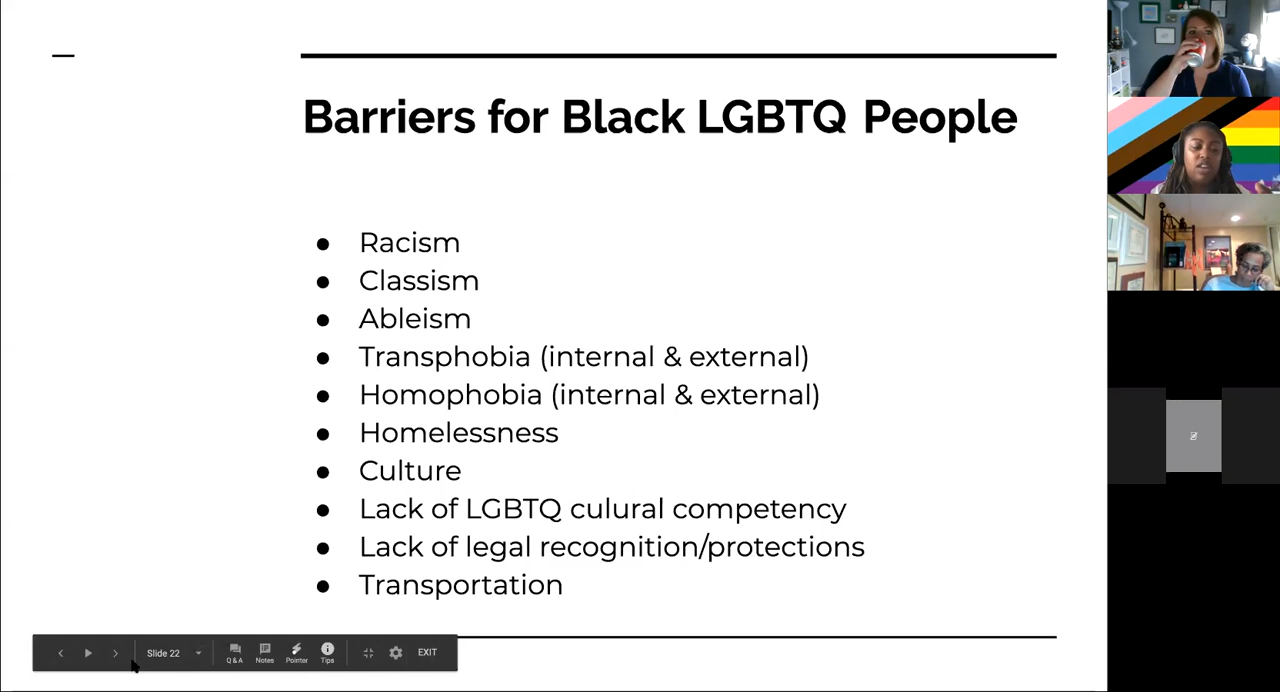 Barriers for Black LGBTQ People
● Racism
● Classism
● Ableism
● Transphobia (internal & external)
● Homophobia (internal & external)
● Homelessness
● Culture
● Lack of LGBTQ culural competency
● Lack of legal recognition/protections
● Transportation
Slide 22
Q & A
Notes
Pointer
Tips
EXIT